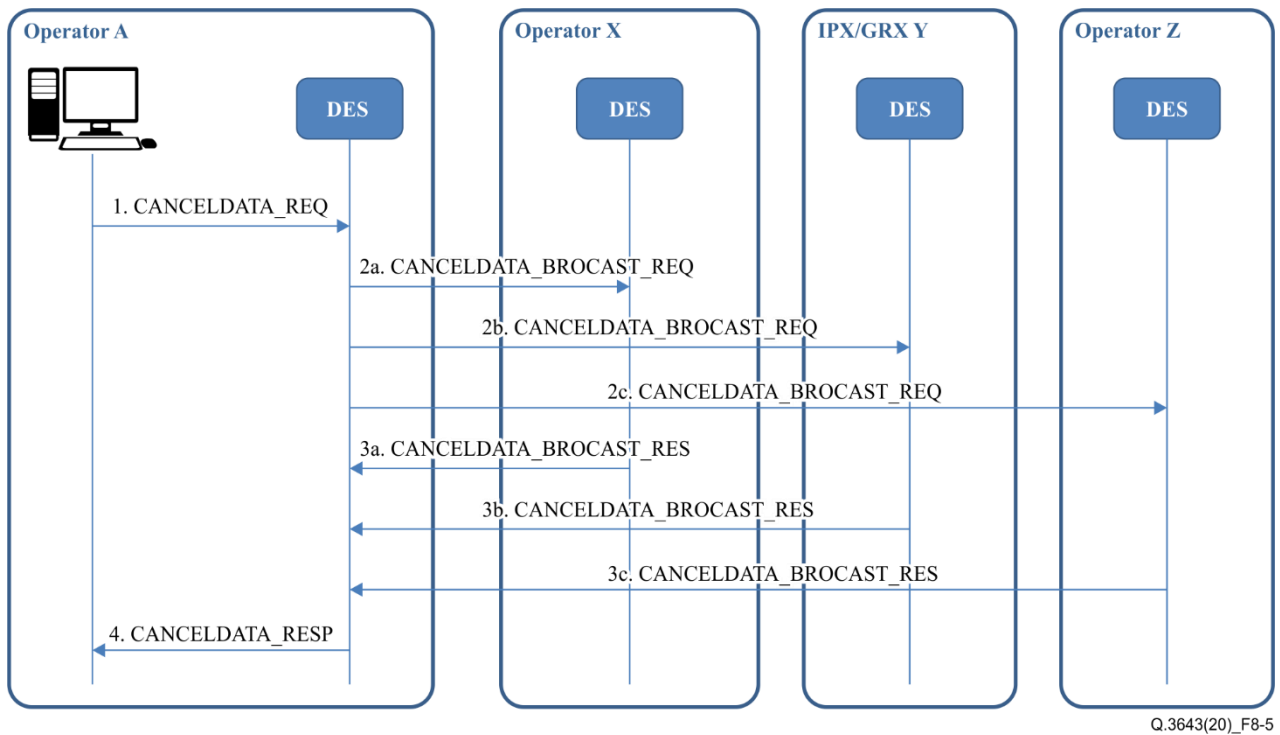 Operator A
Operator X
IPX/GRX Y
Operator Z
DES
DES
DES
DES
1. CANCELDATA_REQ
2a. CANCELDATA_BROCAST_REQ
2b. CANCELDATA_BROCAST_REQ
2c. CANCELDATA_BROCAST_REQ
3a. CANCELDATA_BROCAST_RES
3b. CANCELDATA_BROCAST_RES
3c. CANCELDATA_BROCAST_RES
4. CANCELDATA_RESP
Q.3643(20)_F8-5